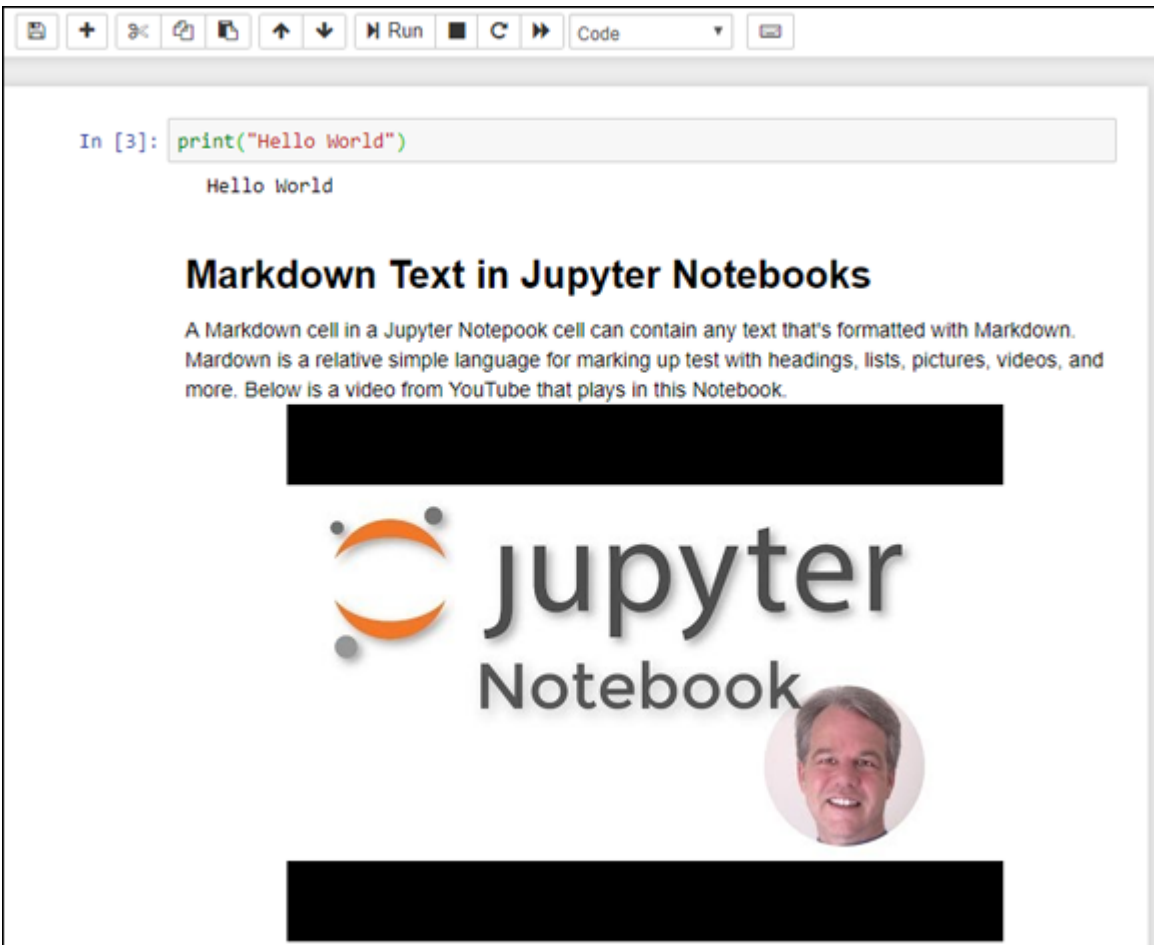 Run Code
In [3]: print("Hello World")
Hello World
Markdown Text in Jupyter Notebooks
A Markdown cell in a Jupyter Notepook cell can contain any text that's formatted with Markdown.
Mardown is a relative simple language for marking up test with headings, lists, pictures, videos, and
more. Below is a video from YouTube that plays in this Notebook.
jupyter
Notebook